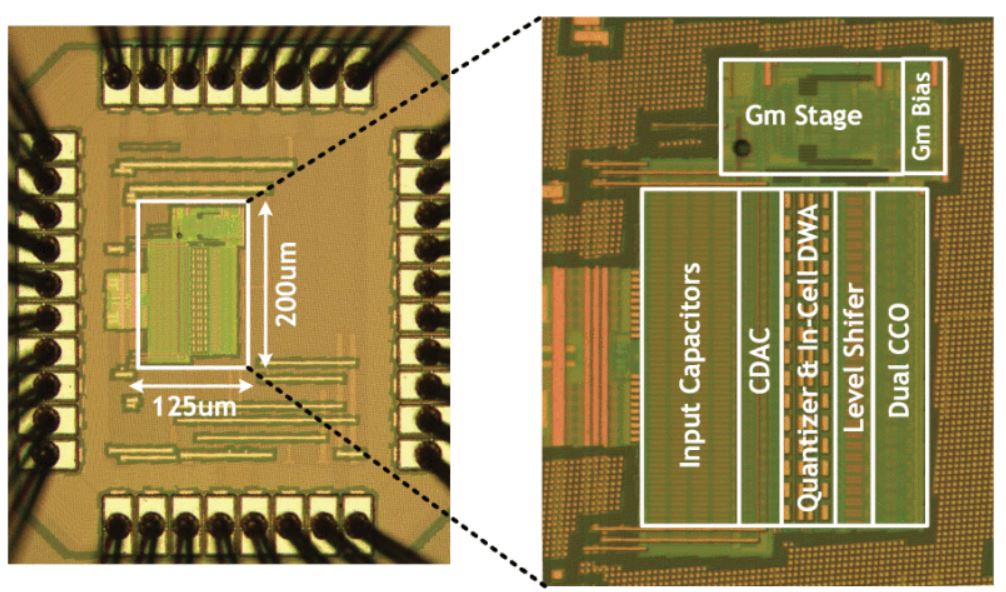 200um
125um
Gm Stage
Gm Bias
Input Capacitors
CDAC
Quantizer & In-Cell DWA
Level Shifer
Dual CCO